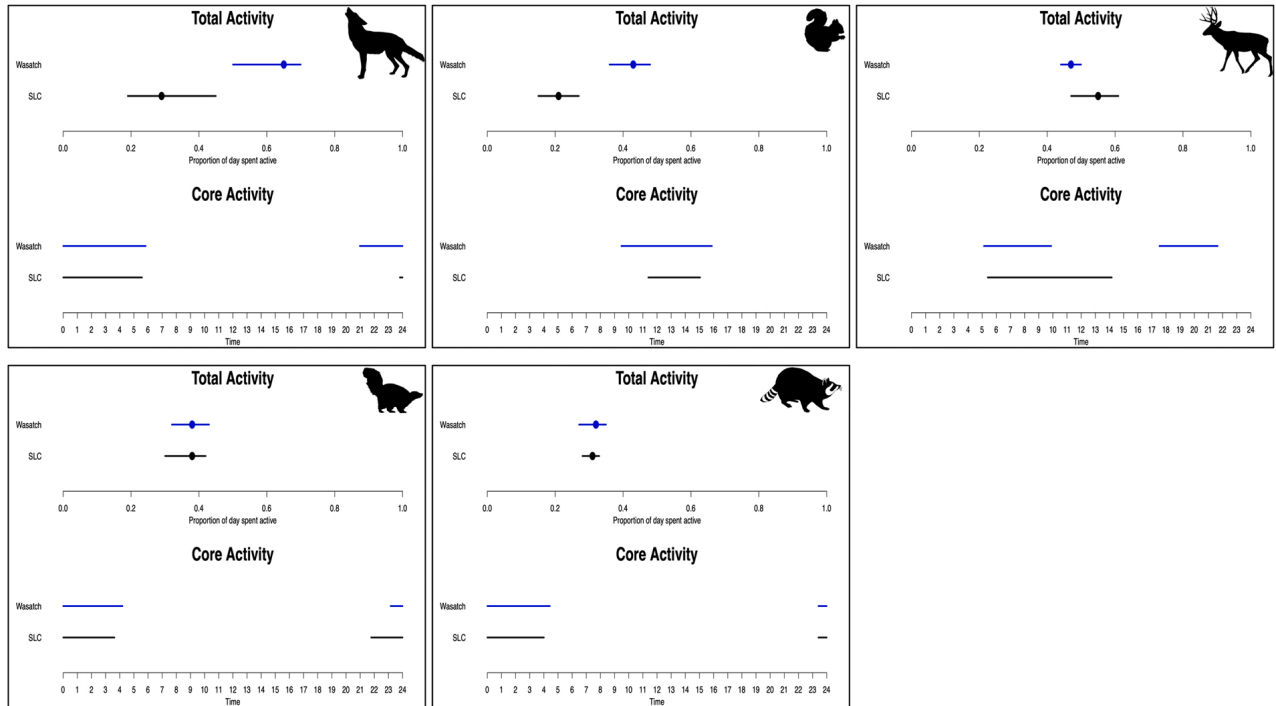 Total Activity
Wasatch
SLC
0.0 0.2 0.4 0.6 0.8 1.0
Proportion of day spent active
Core Activity
Wasatch
SLC
0 1 2 3 4 5 6 7 8 9 10 11 12 13 14 15 16 17 18 19 20 21 22 23 24
Time
Total Activity
Wasatch
SLC
0.0 0.2 0.4 0.6 0.8 1.0
Proportion of day spent active
Core Activity
Wasatch
SLC
0 1 2 3 4 5 6 7 8 9 10 11 12 13 14 15 16 17 18 19 20 21 22 23 24
Time
Total Activity
Wasatch
SLC
0.0 0.2 0.4 0.6 0.8 1.0
Proportion of day spent active
Core Activity
Wasatch
SLC
0 1 2 3 4 5 6 7 8 9 10 11 12 13 14 15 16 17 18 19 20 21 22 23 24
Time
Total Activity
Wasatch
SLC
0.0 0.2 0.4 0.6 0.8 1.0
Proportion of day spent active
Core Activity
Wasatch
SLC
0 1 2 3 4 5 6 7 8 9 10 11 12 13 14 15 16 17 18 19 20 21 22 23 24
Time
Total Activity
Wasatch
SLC
0.0 0.2 0.4 0.6 0.8 1.0
Proportion of day spent active
Core Activity
Wasatch
SLC
0 1 2 3 4 5 6 7 8 9 10 11 12 13 14 15 16 17 18 19 20 21 22 23 24
Time